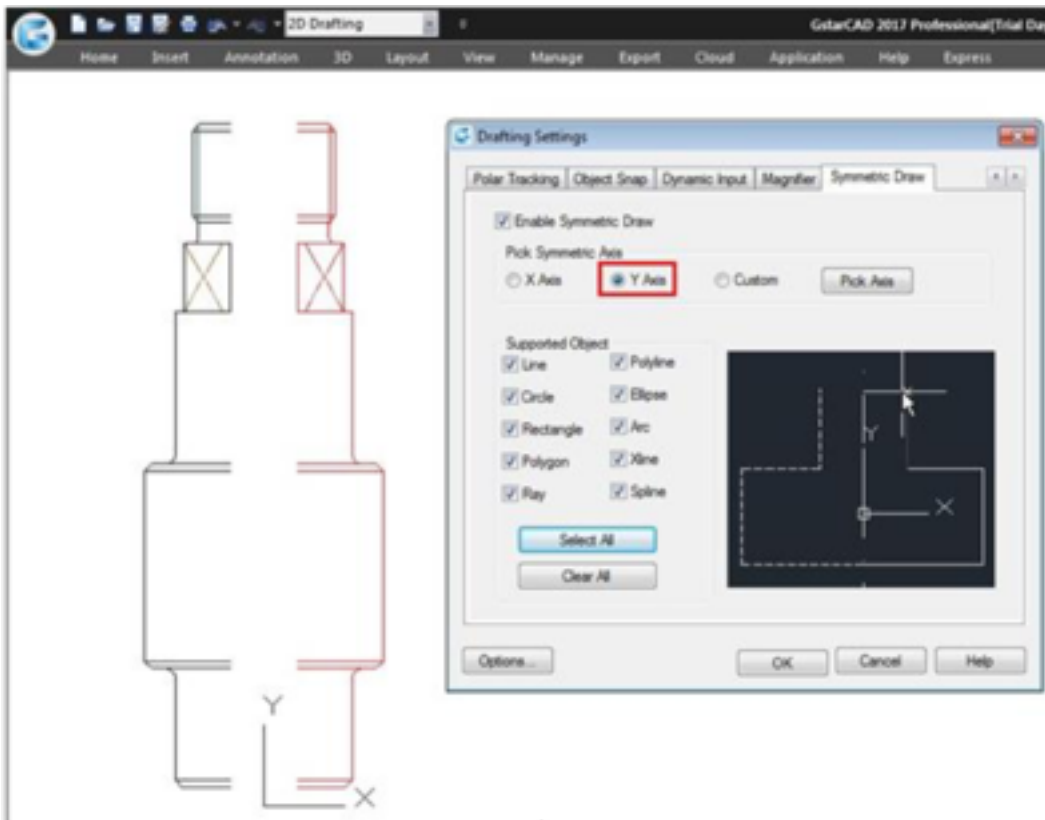 2D Drafting
GstarCAD 2017 Professional[Trial Da
Home Insert Annotation 3D Layout View Manage Export Cloud Application Help Express
Drafting Settings
Polar Tracking Object Snap Dynamic Input Magnifier Symmetric Draw
Enable Symmetric Draw
Pick Symmetric Axis
X Axis Y Axis Custom Pick Axis
Supported Object
Line Polyline
Circle Ellipse
Rectangle Arc
Polygon Xline
Ray Spline
Select All
Clear All
Y
X
Options... OK Cancel Help
Y
X